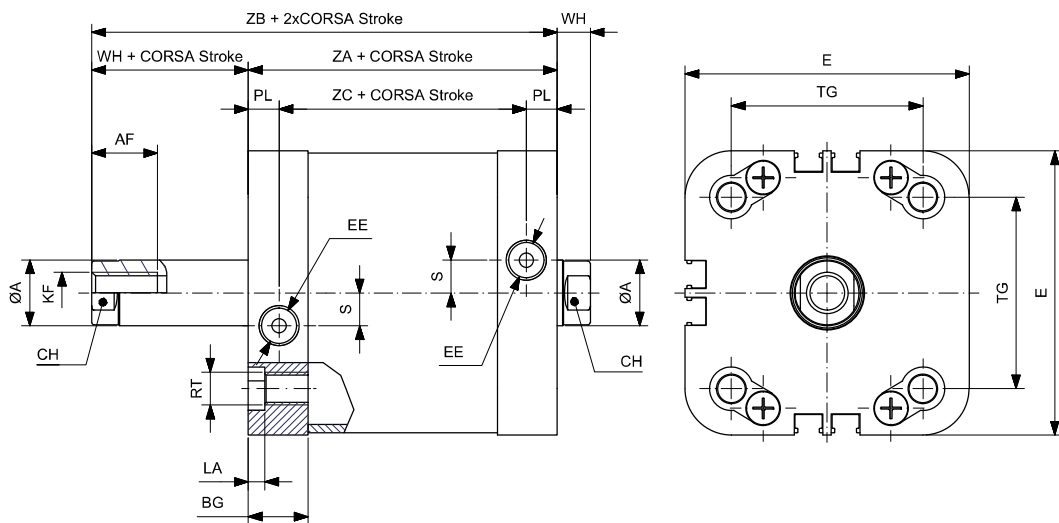 ZB + 2xCORSA Stroke
WH
WH + CORSA Stroke
ZA + CORSA Stroke
PL
ZC + CORSA Stroke
PL
AF
E
TG
EE
S
S
ØA
KF
ØA
CH
EE
CH
RT
LA
BG
TG
E